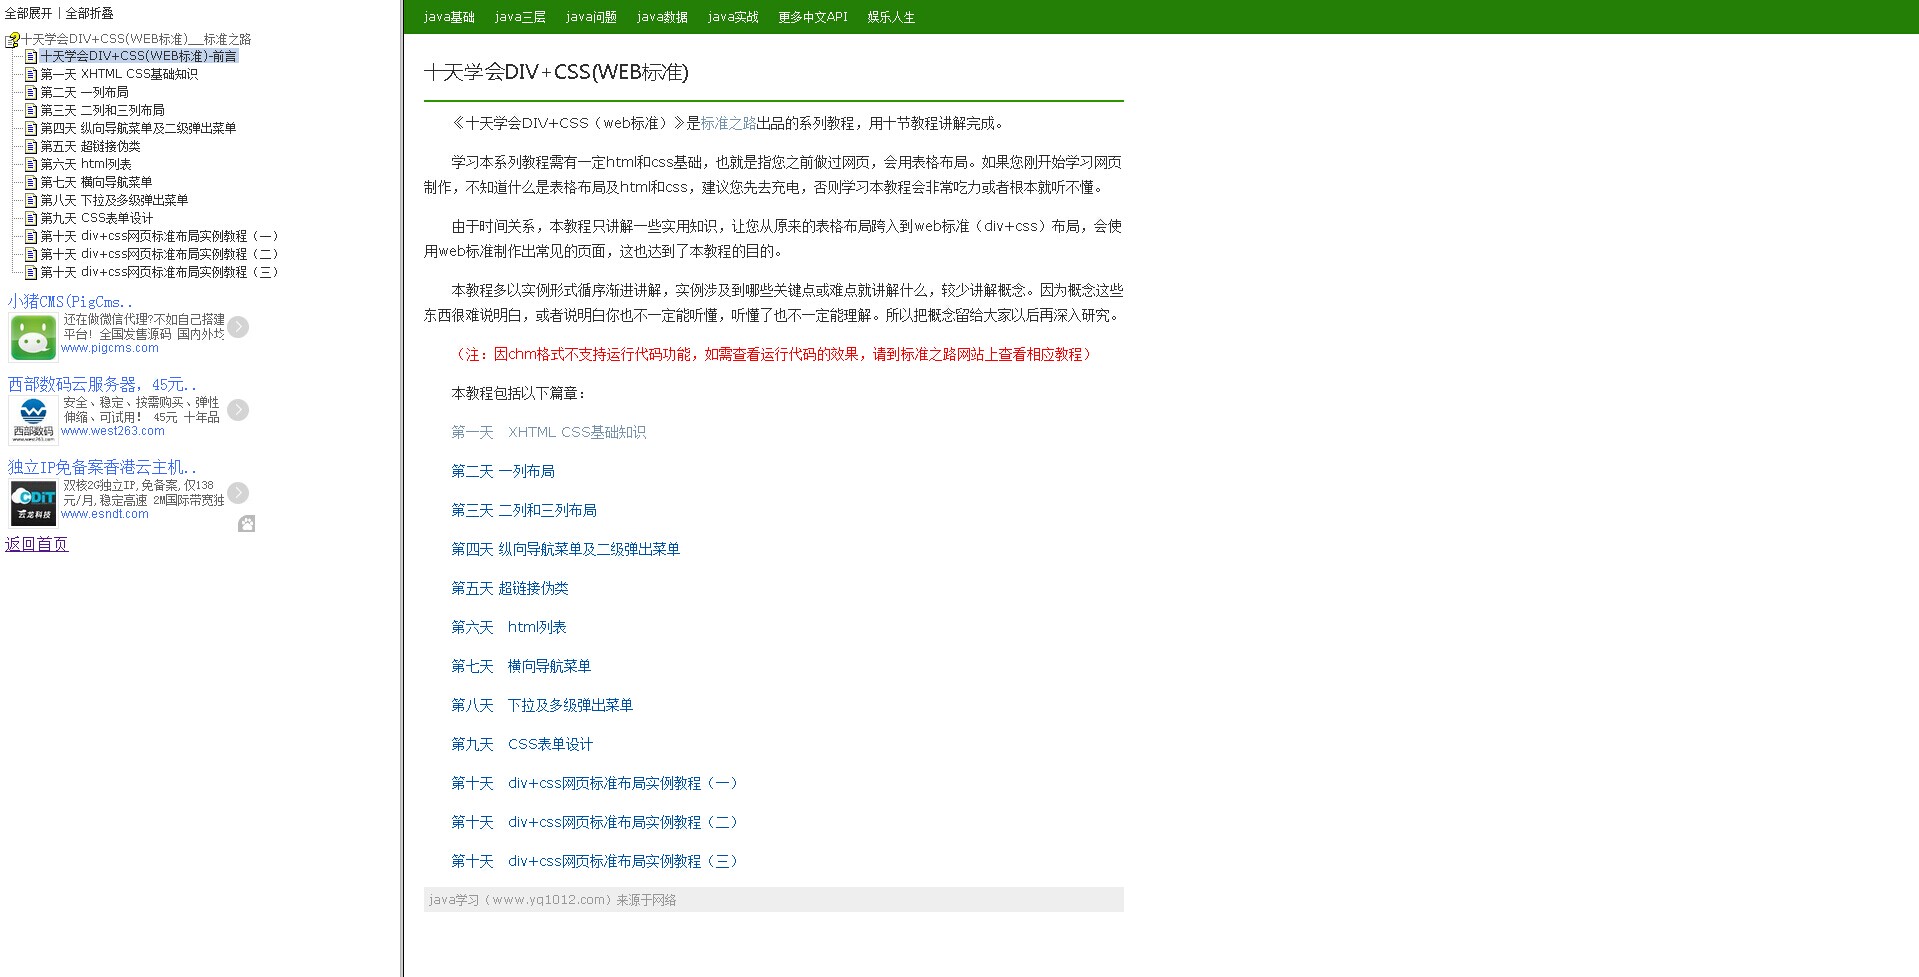 全部展开 | 全部折叠
十天学会DIV+CSS(WEB标准)__标准之路
十天学会DIV+CSS(WEB标准)-前言
第一天 XHTML CSS基础知识
第二天 一列布局
第三天 二列和三列布局
第四天 纵向导航菜单及二级弹出菜单
第五天 超链接伪类
第六天 html列表
第七天 横向导航菜单
第八天 下拉及多级弹出菜单
第九天 CSS表单设计
第十天 div+css网页标准布局实例教程（一）
第十天 div+css网页标准布局实例教程（二）
第十天 div+css网页标准布局实例教程（三）
小猪CMS(PigCms..
还在做微信代理?不如自己搭建
平台! 全国发售源码 国内外均
www.pigcms.com
西部数码云服务器，45元..
安全、稳定、按需购买、弹性
伸缩、可试用! 45元 十年品
www.west263.com
西部数码
www.west263.com
独立IP免备案香港云主机..
双核2G独立IP,免备案,仅138
元/月,稳定高速 2M国际带宽独
www.esndt.com
CDIT
云龙科技
返回首页
java基础 java三层 java问题 java数据 java实战 更多中文API 娱乐人生
十天学会DIV+CSS(WEB标准)
《十天学会DIV+CSS（web标准）》是标准之路出品的系列教程，用十节教程讲解完成。
学习本系列教程需有一定html和css基础，也就是指您之前做过网页，会用表格布局。如果您刚开始学习网页
制作，不知道什么是表格布局及html和css，建议您先去充电，否则学习本教程会非常吃力或者根本就听不懂。
由于时间关系，本教程只讲解一些实用知识，让您从原来的表格布局跨入到web标准（div+css）布局，会使
用web标准制作出常见的页面，这也达到了本教程的目的。
本教程多以实例形式循序渐进讲解，实例涉及到哪些关键点或难点就讲解什么，较少讲解概念。因为概念这些
东西很难说明白，或者说明白你也不一定能听懂，听懂了也不一定能理解。所以把概念留给大家以后再深入研究。
（注：因chm格式不支持运行代码功能，如需查看运行代码的效果，请到标准之路网站上查看相应教程）
本教程包括以下篇章：
第一天 XHTML CSS基础知识
第二天 一列布局
第三天 二列和三列布局
第四天 纵向导航菜单及二级弹出菜单
第五天 超链接伪类
第六天 html列表
第七天 横向导航菜单
第八天 下拉及多级弹出菜单
第九天 CSS表单设计
第十天 div+css网页标准布局实例教程（一）
第十天 div+css网页标准布局实例教程（二）
第十天 div+css网页标准布局实例教程（三）
java学习（www.yq1012.com）来源于网络